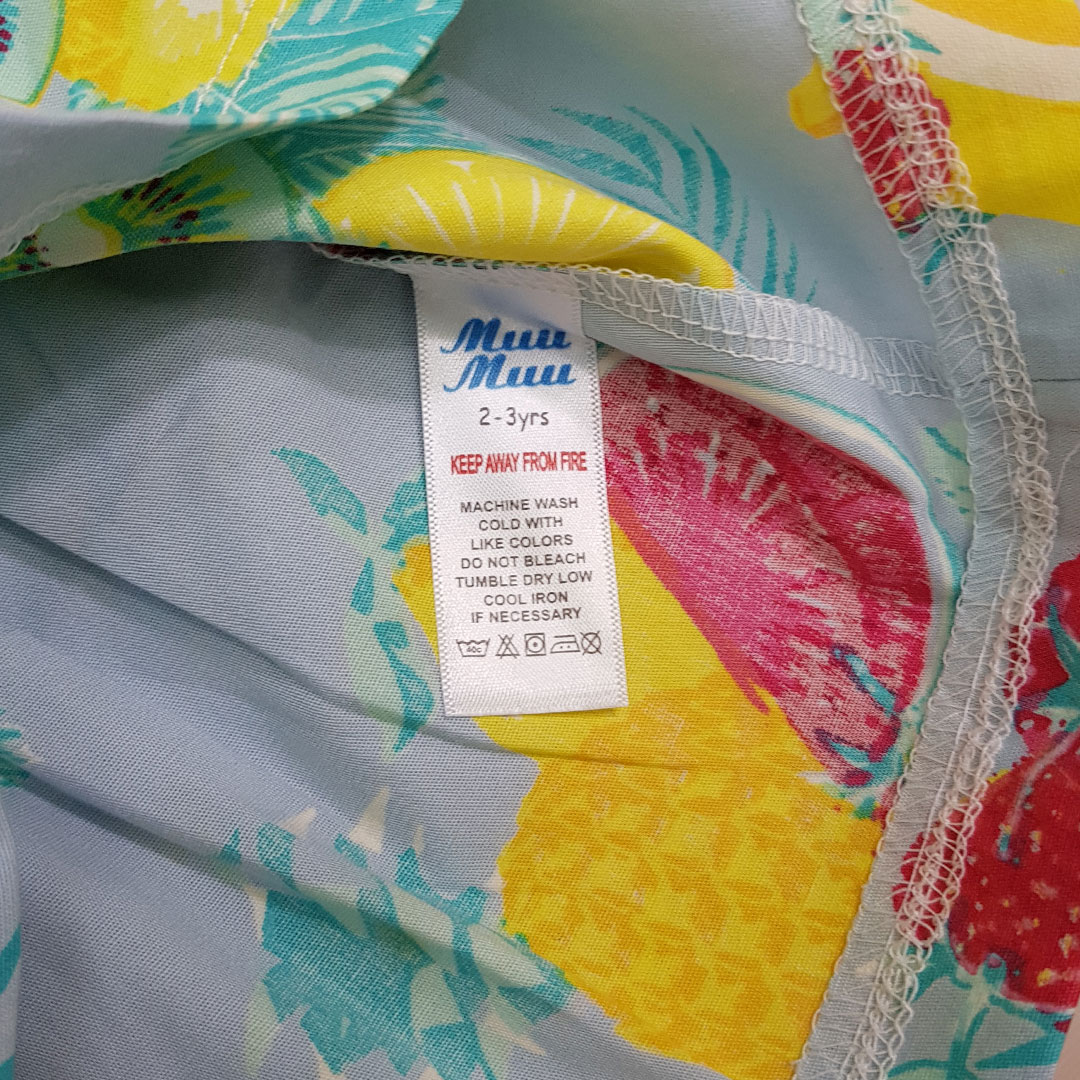 Muu
Muu
2-3yrs
KEEP AWAY FROM FIRE
MACHINE WASH
COLD WITH
LIKE COLORS
DO NOT BLEACH
TUMBLE DRY LOW
COOL IRON
IF NECESSARY
40c